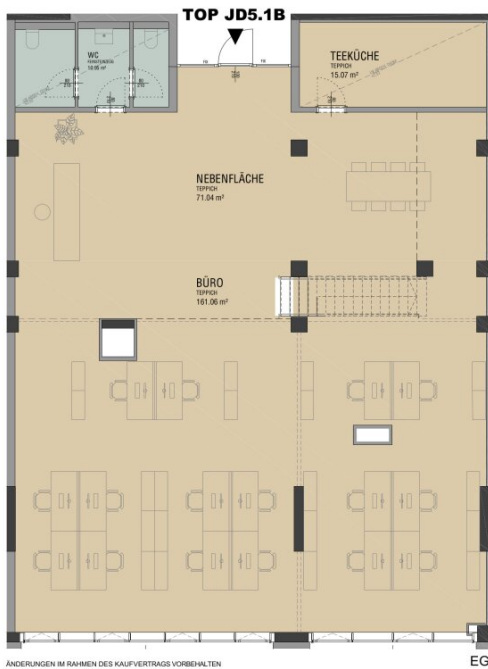 TOP JD5.1B
WC
TEEKÜCHE
TEPPICH
15.07 m²
NEBENFLÄCHE
TEPPICH
71.04 m²
BÜRO
TEPPICH
161.06 m²
ÄNDERUNGEN IM RAHMEN DES KAUFVERTRAGS VORBEHALTEN
EG